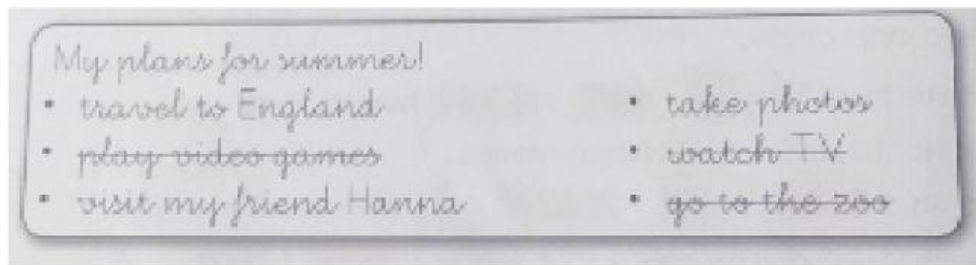 My plans for summer!
• travel to England
• play video games
• visit my friend Hanna
• take photos
• watch TV
• go to the zoo